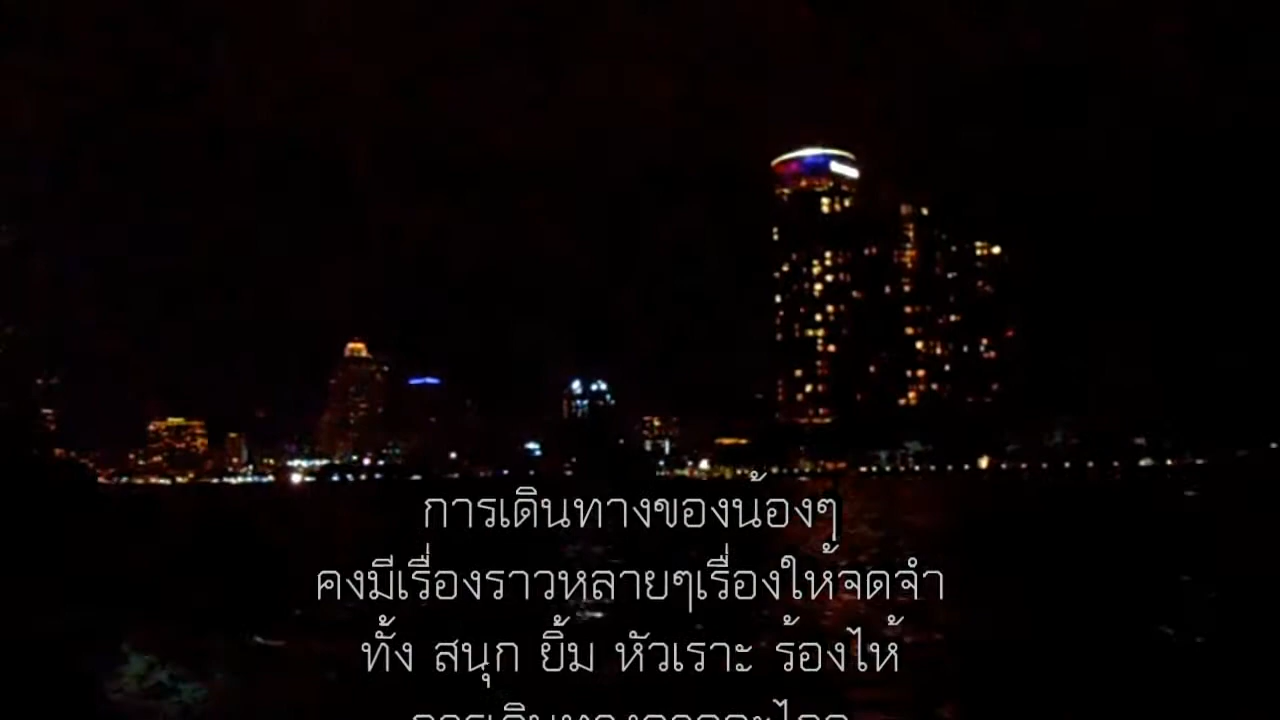 การเดินทางของน้องๆ
คงมีเรื่องราวหลายๆเรื่องให้จดจำ
ทั้ง สนุก ยิ้ม หัวเราะ ร้องไห้